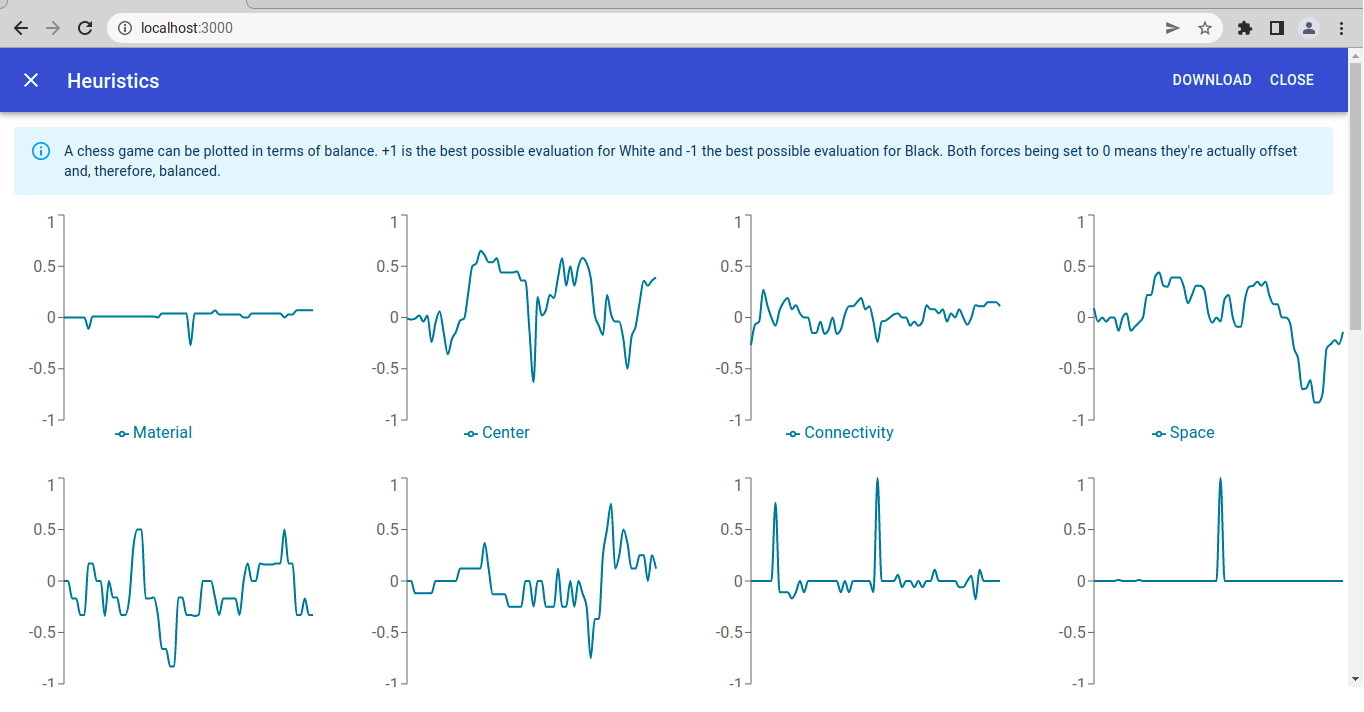 localhost:3000
Heuristics DOWNLOAD CLOSE
A chess game can be plotted in terms of balance. +1 is the best possible evaluation for White and -1 the best possible evaluation for Black. Both forces being set to 0 means they're actually offset
and, therefore, balanced.
1 1 1 1
0.5 0.5 0.5 0.5
0 0 0 0
-0.5 -0.5 -0.5 -0.5
-1 -1 -1 -1
Material Center Connectivity Space
1 1 1 1
0.5 0.5 0.5 0.5
0 0 0 0
-0.5 -0.5 -0.5 -0.5
-1 -1 -1 -1